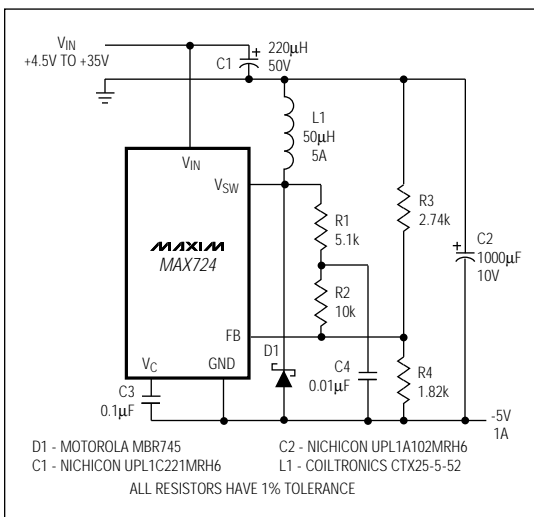 VIN
+4.5V TO +35V
C1
+
220µH
50V
L1
50µH
5A
VIN
VSW
MAXIM
MAX724
R1
5.1k
R2
10k
R3
2.74k
+
C2
1000µF
10V
FB
VC
GND
D1
C3
0.1µF
C4
0.01µF
R4
1.82k
-5V
1A
D1 - MOTOROLA MBR745
C1 - NICHICON UPL1C221MRH6
C2 - NICHICON UPL1A102MRH6
L1 - COILTRONICS CTX25-5-52
ALL RESISTORS HAVE 1% TOLERANCE